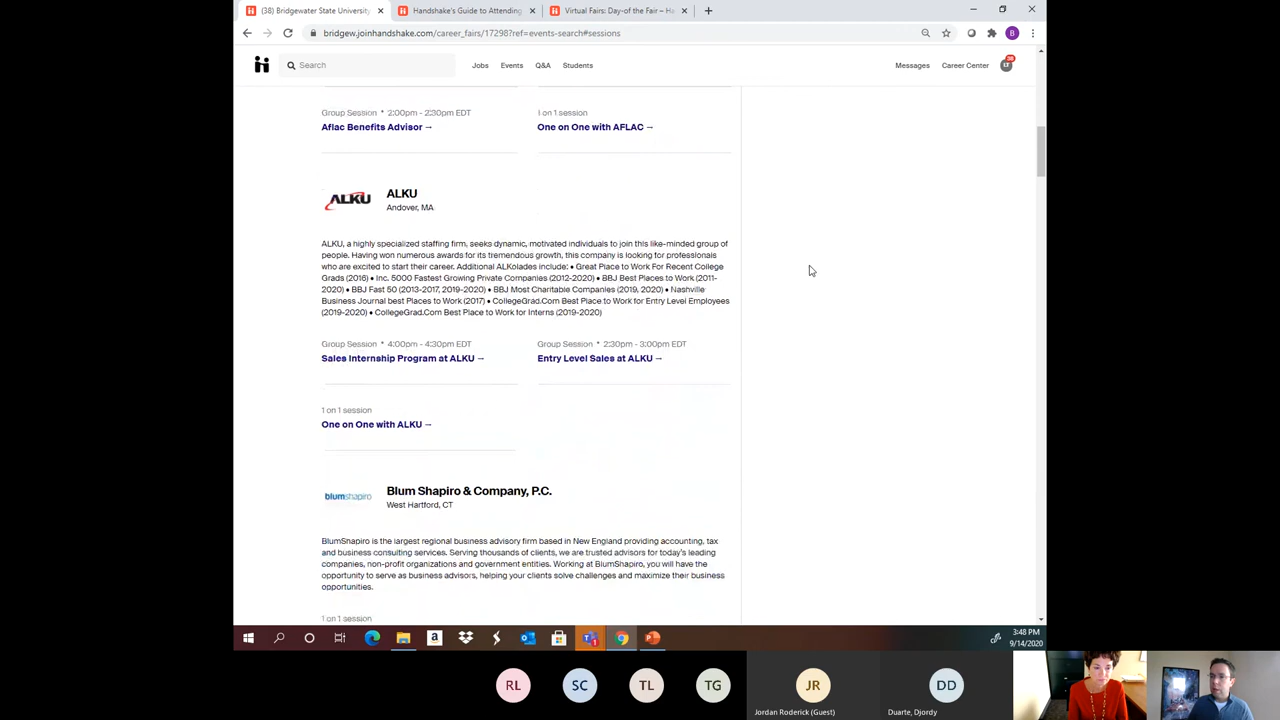 (38) Bridgewater State University
Handshake's Guide to Attending
Virtual Fairs: Day-of the Fair – Ha
bridgew.joinhandshake.com/career_fairs/17298?ref=events-search#sessions
B
Search
Jobs
Events
Q&A
Students
Messages
Career Center
LT
38
Group Session • 2:00pm - 2:30pm EDT
Aflac Benefits Advisor →
1 on 1 session
One on One with AFLAC →
ALKU
ALKU
Andover, MA
ALKU, a highly specialized staffing firm, seeks dynamic, motivated individuals to join this like-minded group of
people. Having won numerous awards for its tremendous growth, this company is looking for professionals
who are excited to start their career. Additional ALKolades include: • Great Place to Work For Recent College
Grads (2018) • Inc. 5000 Fastest Growing Private Companies (2012-2020) • BBJ Best Places to Work (2011-
2020) • BBJ Fast 50 (2013-2017, 2019-2020) • BBJ Most Charitable Companies (2019, 2020) • Nashville
Business Journal best Places to Work (2017) • CollegeGrad.Com Best Place to Work for Entry Level Employees
(2019-2020) • CollegeGrad.Com Best Place to Work for Interns (2019-2020)
Group Session • 4:00pm - 4:30pm EDT
Sales Internship Program at ALKU →
Group Session • 2:30pm - 3:00pm EDT
Entry Level Sales at ALKU →
1 on 1 session
One on One with ALKU →
blumshapiro
Blum Shapiro & Company, P.C.
West Hartford, CT
BlumShapiro is the largest regional business advisory firm based in New England providing accounting, tax
and business consulting services. Serving thousands of clients, we are trusted advisors for today's leading
companies, non-profit organizations and government entities. Working at BlumShapiro, you will have the
opportunity to serve as business advisors, helping your clients solve challenges and maximize their business
opportunities.
1 on 1 session
3:48 PM
9/14/2020
RL
SC
TL
TG
JR
DD
Jordan Roderick (Guest)
Duarte, Djordy